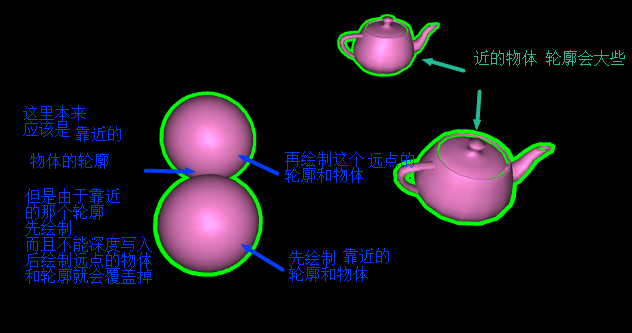 近的物体 轮廓会大些
这里本来
应该是 靠近的
物体的轮廓
但是由于靠近
的那个轮廓
先绘制
而且不能深度写入
后绘制远点的物体
和轮廓就会覆盖掉
再绘制这个 远点的
轮廓和物体
先绘制 靠近的
轮廓和物体